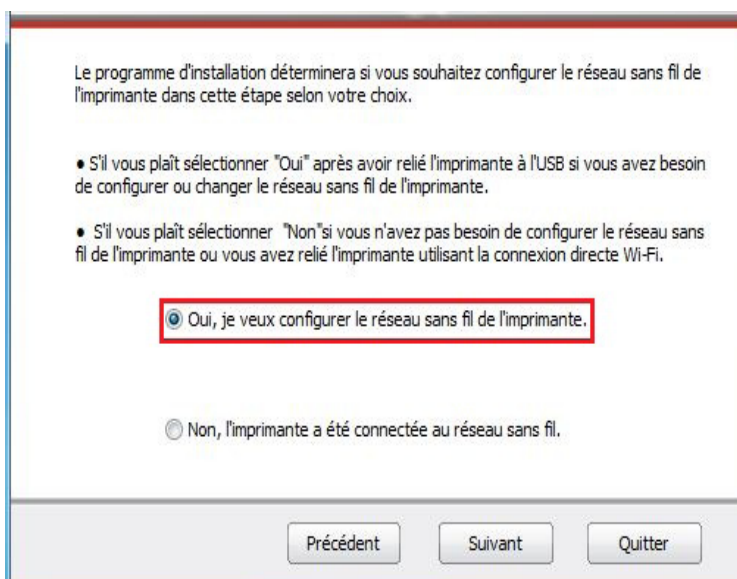 Le programme d'installation déterminera si vous souhaitez configurer le réseau sans fil de
l'imprimante dans cette étape selon votre choix.
● S'il vous plaît sélectionner "Oui" après avoir relié l'imprimante à l'USB si vous avez besoin
de configurer ou changer le réseau sans fil de l'imprimante.
● S'il vous plaît sélectionner "Non"si vous n'avez pas besoin de configurer le réseau sans
fil de l'imprimante ou vous avez relié l'imprimante utilisant la connexion directe Wi-Fi.
Oui, je veux configurer le réseau sans fil de l'imprimante.
Non, l'imprimante a été connectée au réseau sans fil.
Précédent Suivant Quitter